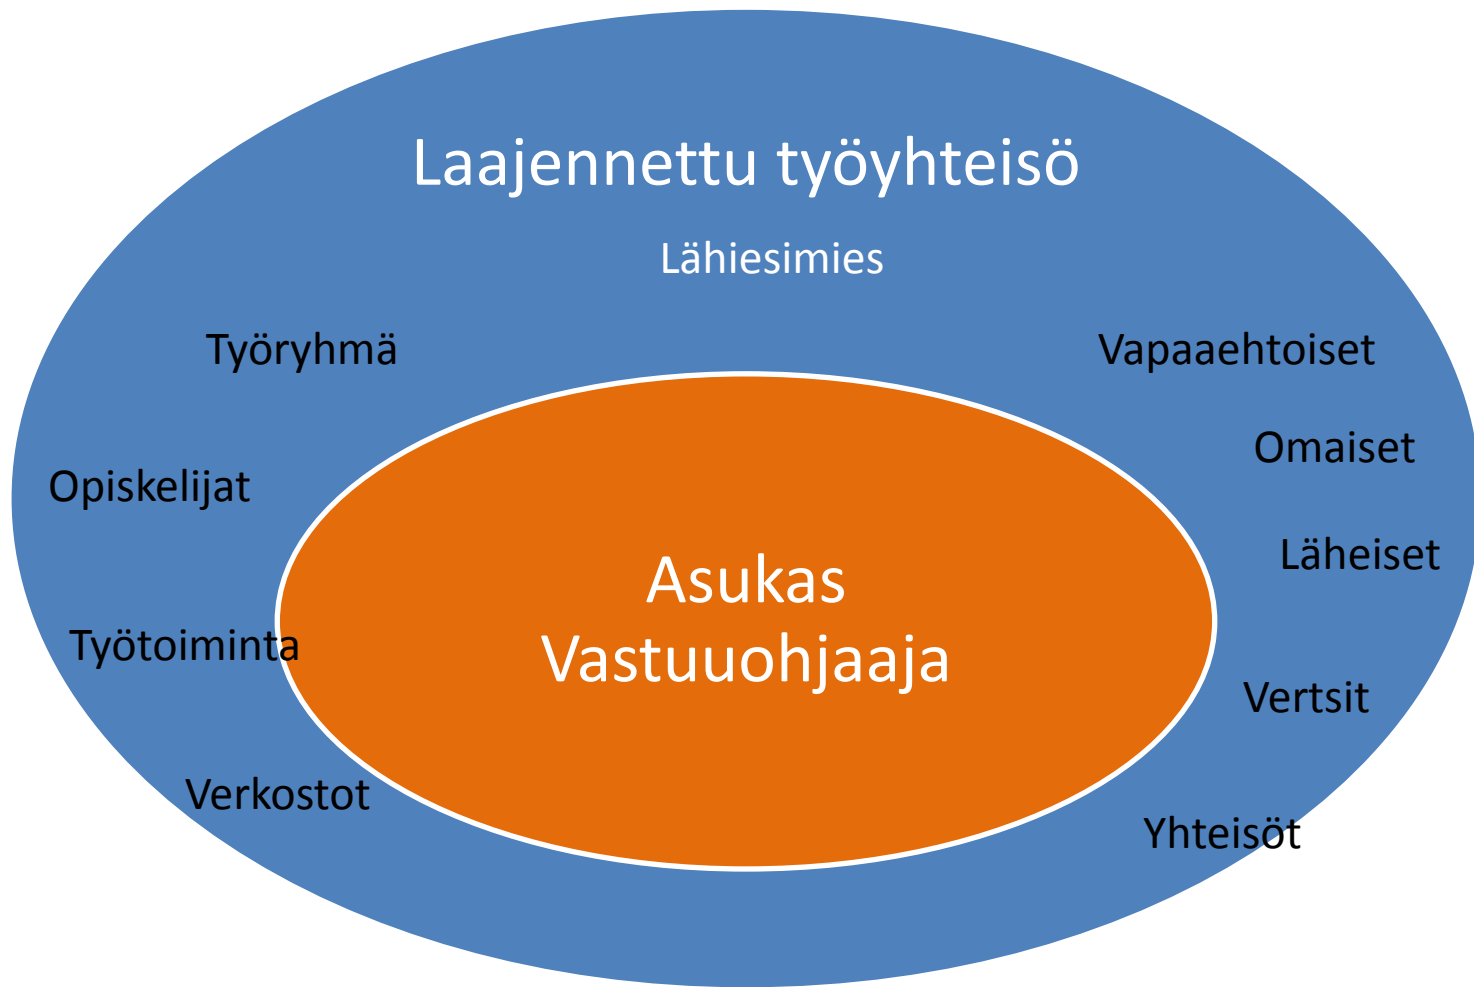 Laajennettu työyhteisö
Lähiesimies
Työryhmä
Vapaaehtoiset
Omaiset
Opiskelijat
Läheiset
Asukas
Vastuuohjaaja
Työtoiminta
Vertsit
Verkostot
Yhteisöt